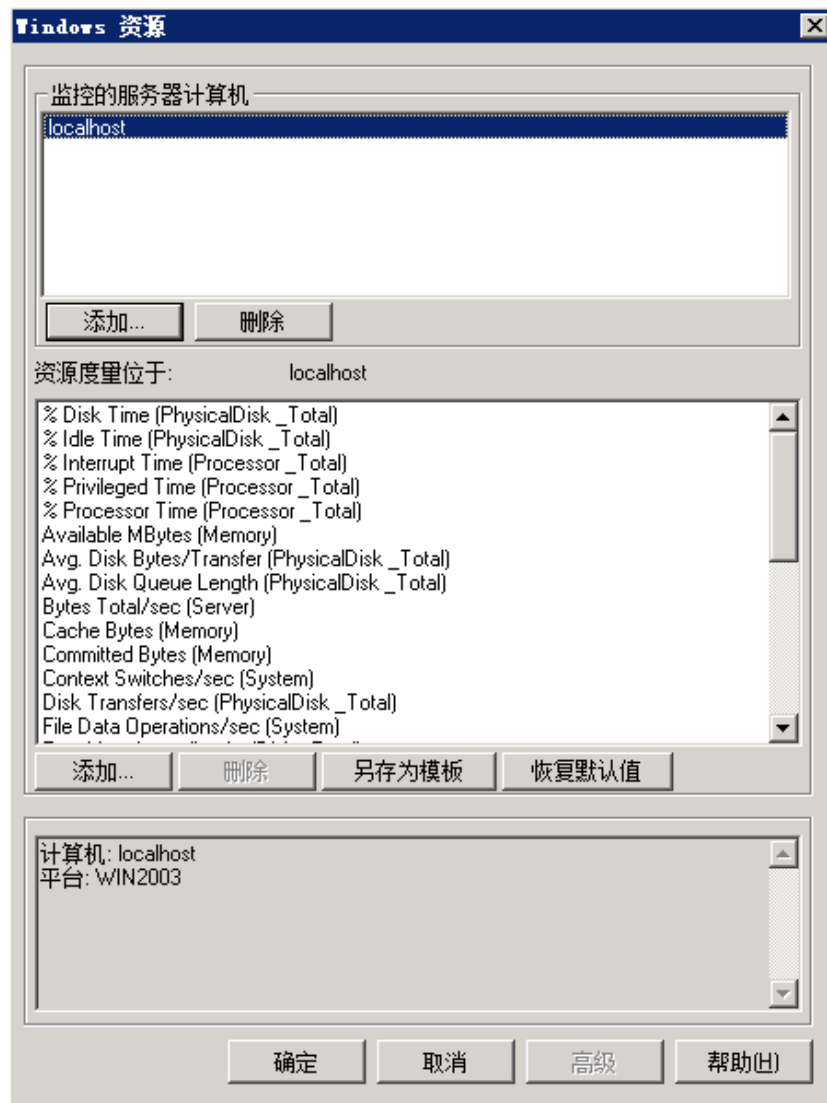 Windows 资源
监控的服务器计算机
localhost
添加... 删除
资源度量位于: localhost
% Disk Time (PhysicalDisk _Total)
% Idle Time (PhysicalDisk _Total)
% Interrupt Time (Processor _Total)
% Privileged Time (Processor _Total)
% Processor Time (Processor _Total)
Available MBytes (Memory)
Avg. Disk Bytes/Transfer (PhysicalDisk _Total)
Avg. Disk Queue Length (PhysicalDisk _Total)
Bytes Total/sec (Server)
Cache Bytes (Memory)
Committed Bytes (Memory)
Context Switches/sec (System)
Disk Transfers/sec (PhysicalDisk _Total)
File Data Operations/sec (System)
添加... 删除 另存为模板 恢复默认值
计算机: localhost
平台: WIN2003
确定 取消 高级 帮助(H)